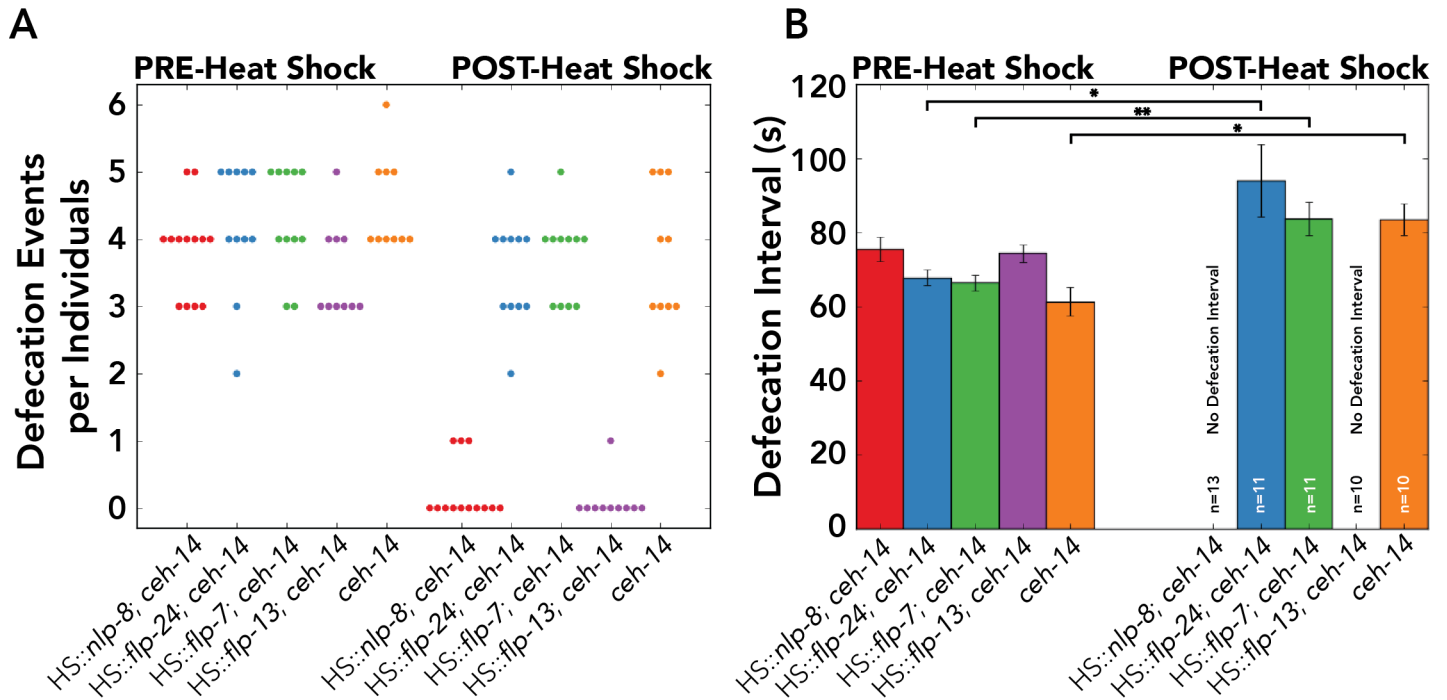 A
PRE-Heat Shock
POST-Heat Shock
Defecation Events
per Individuals
6
5
4
3
2
1
0
HS::nlp-8; ceh-14
HS::flp-24; ceh-14
HS::flp-7; ceh-14
HS::flp-13; ceh-14
ceh-14
HS::nlp-8; ceh-14
HS::flp-24; ceh-14
HS::flp-7; ceh-14
HS::flp-13; ceh-14
ceh-14
B
PRE-Heat Shock
POST-Heat Shock
Defecation Interval (s)
120
100
80
60
40
20
0
*
**
*
No Defecation Interval
No Defecation Interval
n=13
n=11
n=11
n=10
n=10
HS::nlp-8; ceh-14
HS::flp-24; ceh-14
HS::flp-7; ceh-14
HS::flp-13; ceh-14
ceh-14
HS::nlp-8; ceh-14
HS::flp-24; ceh-14
HS::flp-7; ceh-14
HS::flp-13; ceh-14
ceh-14